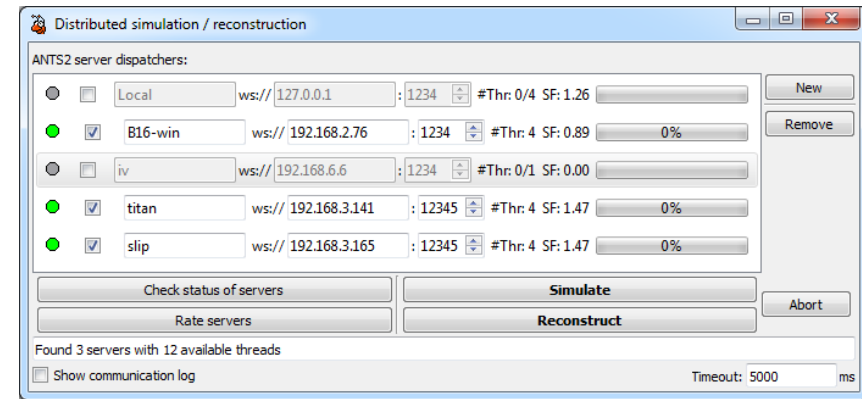 Distributed simulation / reconstruction
ANTS2 server dispatchers:
Local ws:// 127.0.0.1 : 1234 #Thr: 0/4 SF: 1.26
New
B16-win ws:// 192.168.2.76 : 1234 #Thr: 4 SF: 0.89 0%
Remove
iv ws:// 192.168.6.6 : 1234 #Thr: 0/1 SF: 0.00
titan ws:// 192.168.3.141 : 12345 #Thr: 4 SF: 1.47 0%
slip ws:// 192.168.3.165 : 12345 #Thr: 4 SF: 1.47 0%
Check status of servers Simulate
Abort
Rate servers Reconstruct
Found 3 servers with 12 available threads
Show communication log Timeout: 5000 ms